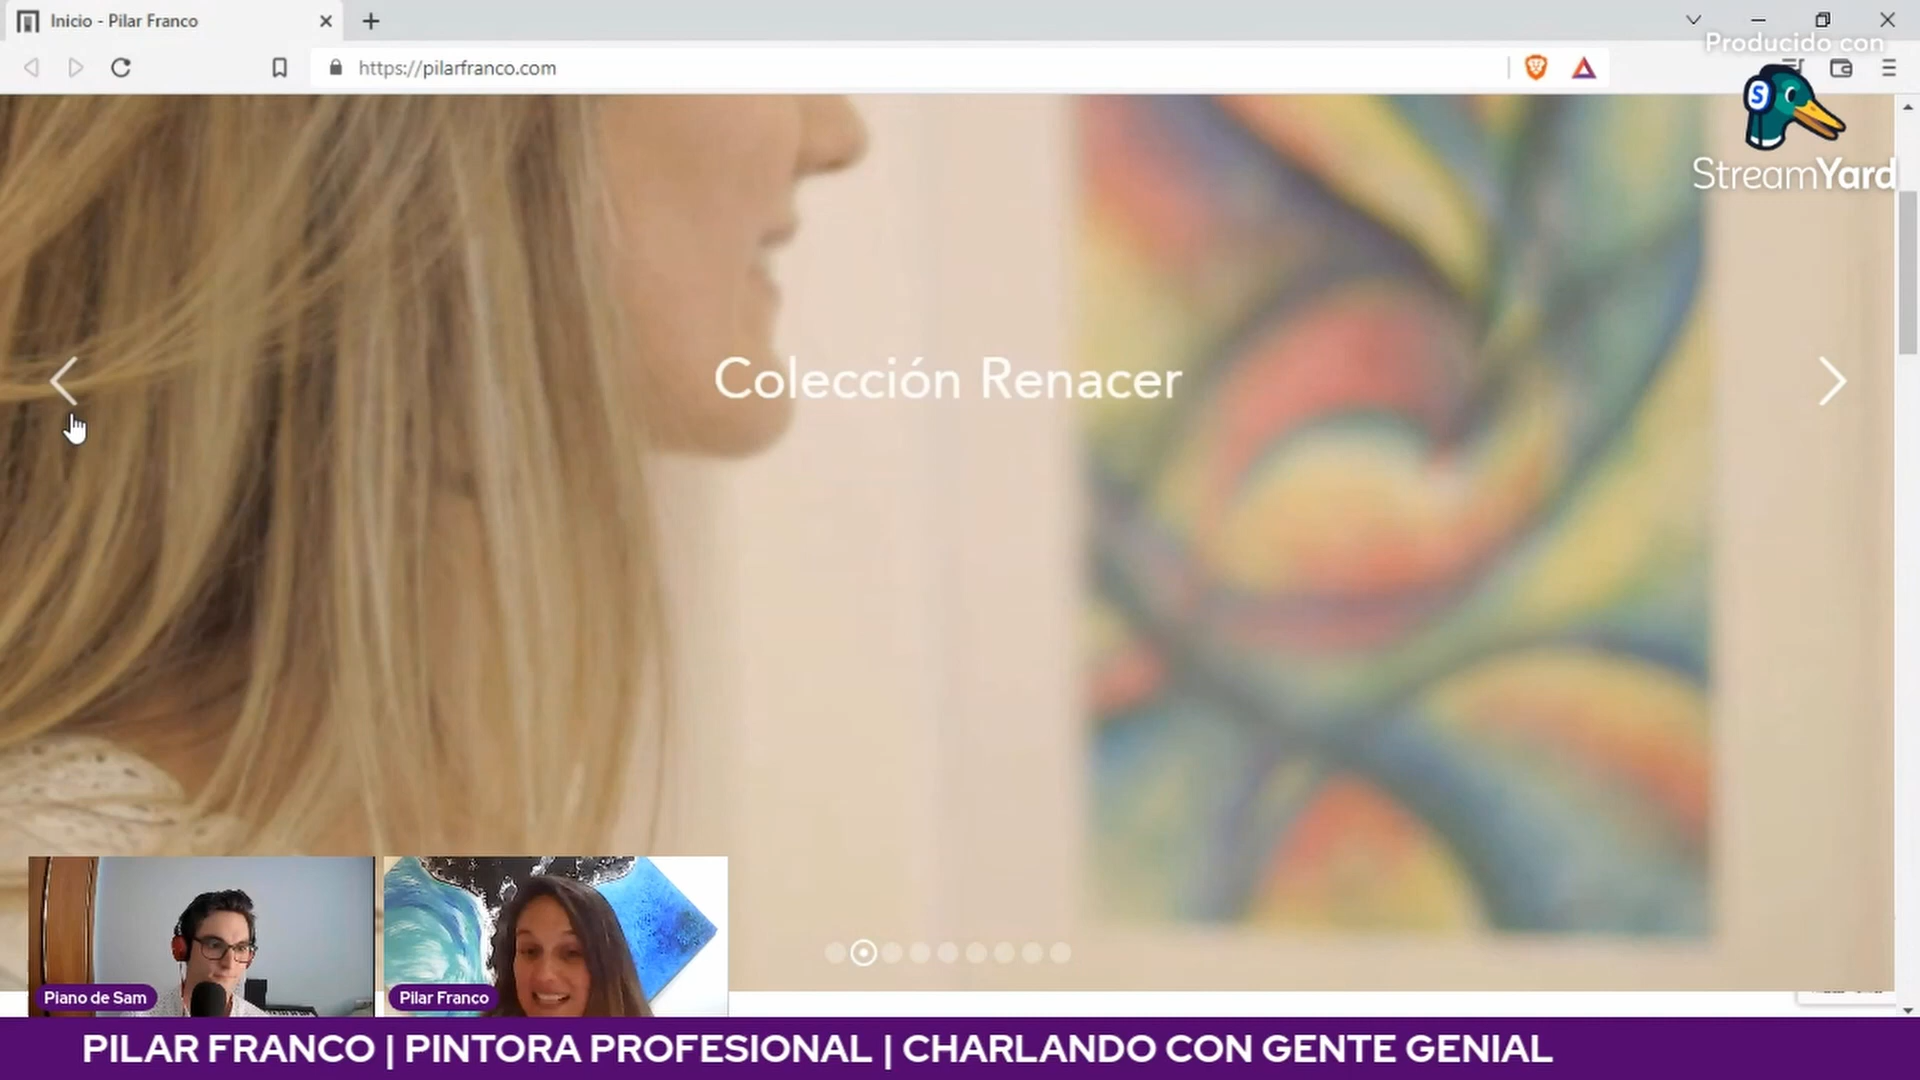 Inicio - Pilar Franco
https://pilarfranco.com
Producido con
S
StreamYard
Colección Renacer
Piano de Sam
Pilar Franco
PILAR FRANCO | PINTORA PROFESIONAL | CHARLANDO CON GENTE GENIAL